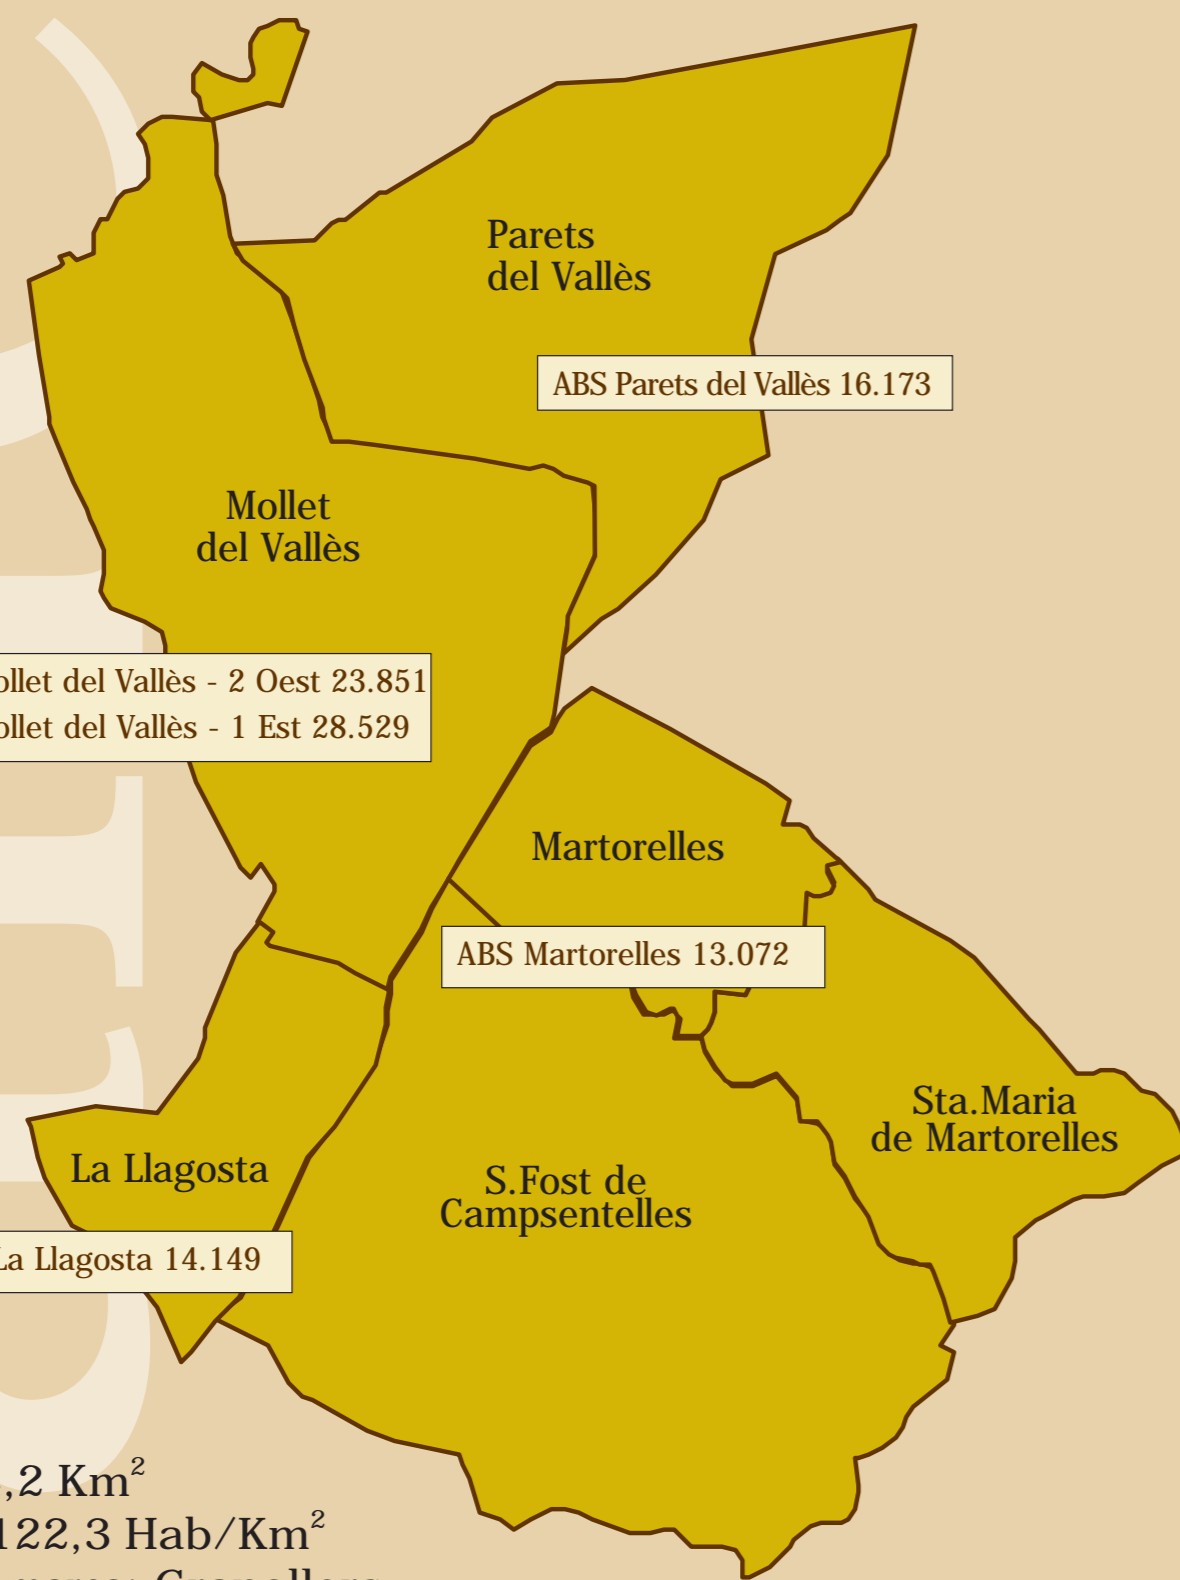 Parets
del Vallès
ABS Parets del Vallès 16.173
Mollet
del Vallès
ollet del Vallès - 2 Oest 23.851
ollet del Vallès - 1 Est 28.529
Martorelles
ABS Martorelles 13.072
Sta.Maria
de Martorelles
La Llagosta
S.Fost de
Campsentelles
La Llagosta 14.149
,2 Km²
122,3 Hab/Km²
Granollers